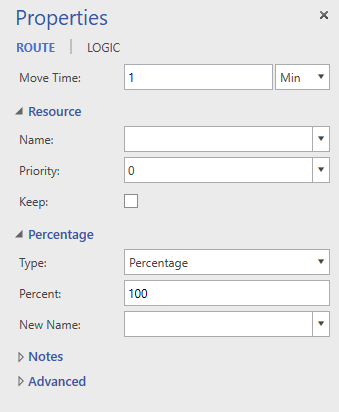 Properties
ROUTE | LOGIC
Move Time: 1 Min
Resource
Name:
Priority: 0
Keep:
Percentage
Type: Percentage
Percent: 100
New Name:
Notes
Advanced